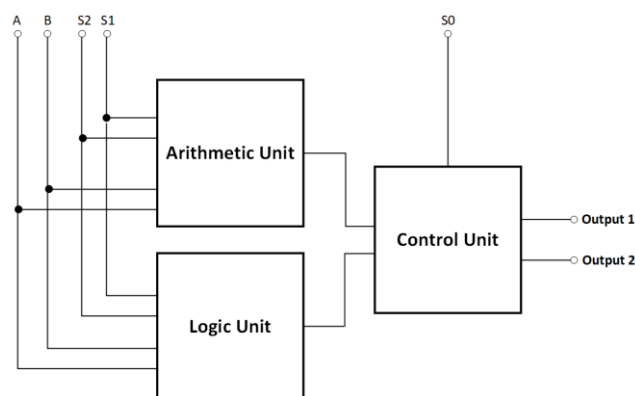 A B S2 S1 S0
Arithmetic Unit
Control Unit
Output 1
Output 2
Logic Unit